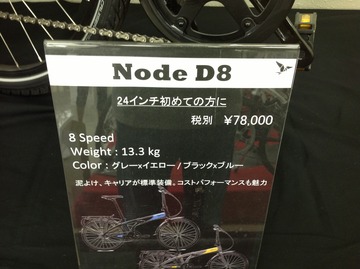 Node D8
24インチ初めての方に
税別 ¥78,000
8 Speed
Weight : 13.3 kg
Color : グレーxイエロー / ブラックxブルー
泥よけ、キャリアが標準装備。コストパフォーマンスも魅力